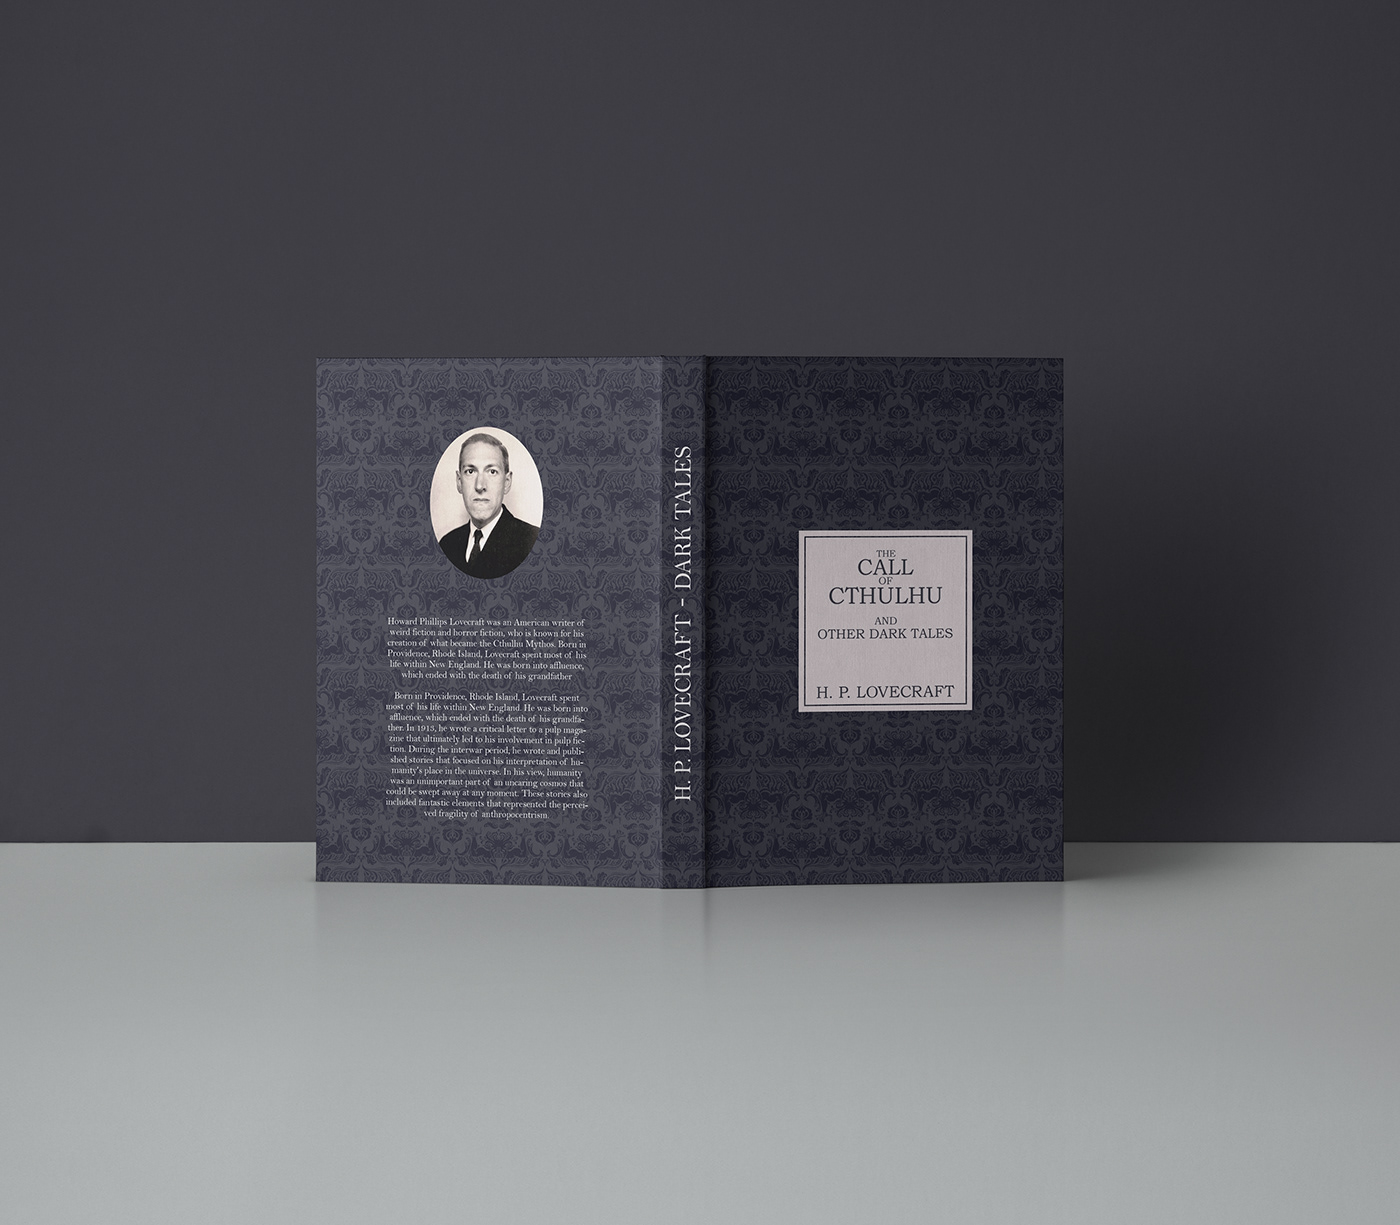 Howard Phillips Lovecraft was an American writer of
weird fiction and horror fiction, who is known for his
creation of what became the Cthulhu Mythos. Born in
Providence, Rhode Island, Lovecraft spent most of his
life within New England. He was born into affluence,
which ended with the death of his grandfather
Born in Providence, Rhode Island, Lovecraft spent
most of his life within New England. He was born into
affluence, which ended with the death of his grandfa-
ther. In 1913, he wrote a critical letter to a pulp maga-
zine that ultimately led to his involvement in pulp fic-
tion. During the interwar period, he wrote and publi-
shed stories that focused on his interpretation of hu-
manity's place in the universe. In his view, humanity
was an unimportant part of an uncaring cosmos that
could be swept away at any moment. These stories also
included fantastic elements that represented the percei-
ved fragility of anthropocentrism.
H. P. LOVECRAFT - DARK TALES
THE
CALL
OF
CTHULHU
AND
OTHER DARK TALES
H. P. LOVECRAFT